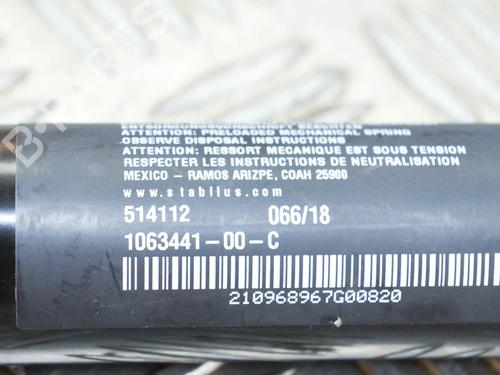 ATTENTION: PRELOADED MECHANICAL SPRING
OBSERVE DISPOSAL INSTRUCTIONS
ATTENTION: RESSORT MECANIQUE EST SOUS TENSION
RESPECTER LES INSTRUCTIONS DE NEUTRALISATION
MEXICO – RAMOS ARIZPE, COAH 25900
www.stabilus.com
514112 066/18
1063441-00-C
210968967G00820